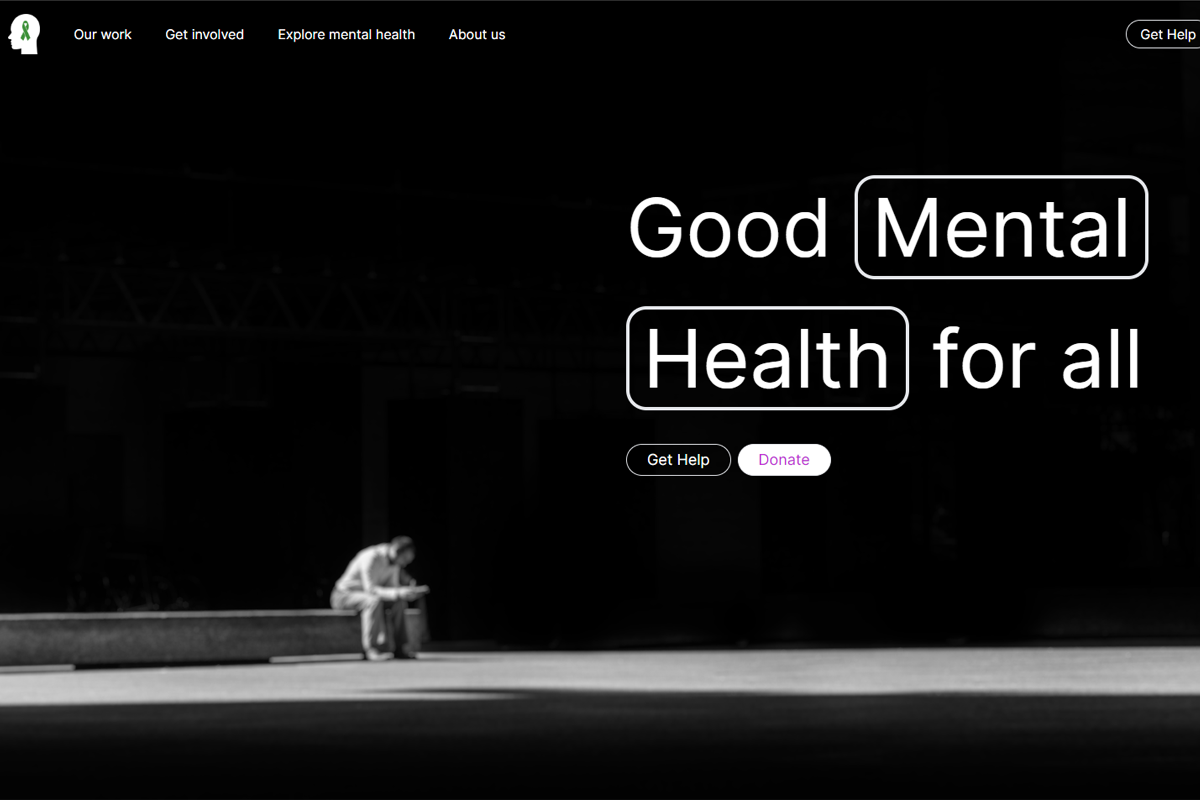 Our work Get involved Explore mental health About us Get Help
Good Mental
Health for all
Get Help Donate